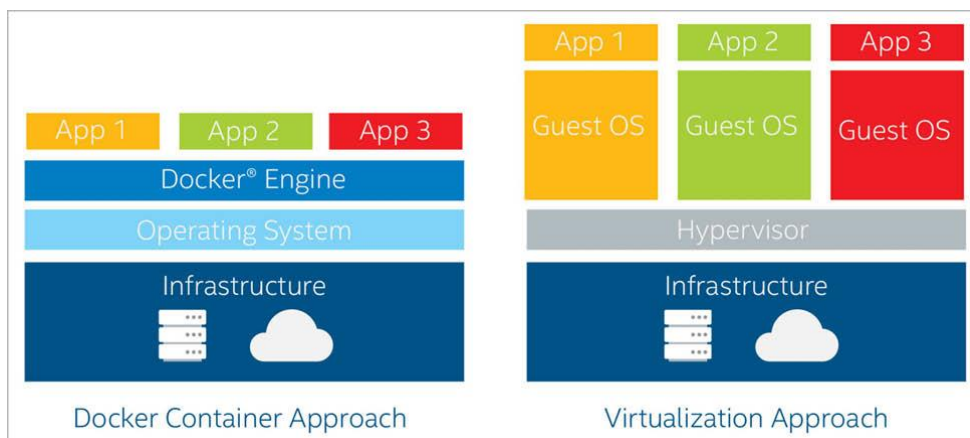 App 1
App 2
App 3
Docker® Engine
Operating System
Infrastructure
Docker Container Approach
App 1
App 2
App 3
Guest OS
Guest OS
Guest OS
Hypervisor
Infrastructure
Virtualization Approach